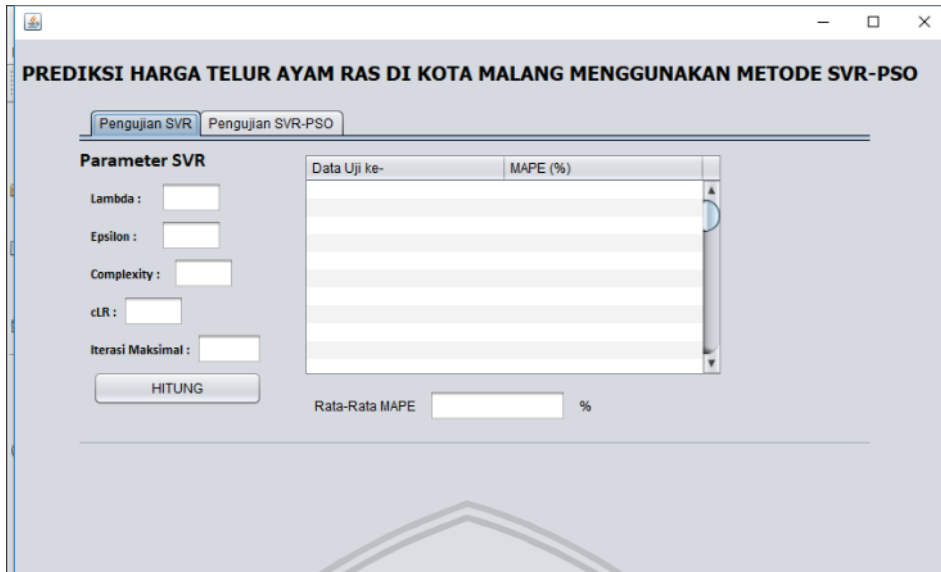 PREDIKSI HARGA TELUR AYAM RAS DI KOTA MALANG MENGGUNAKAN METODE SVR-PSO
Pengujian SVR Pengujian SVR-PSO
Parameter SVR
Lambda :
Epsilon :
Complexity :
cLR :
Iterasi Maksimal :
HITUNG
Data Uji ke- MAPE (%)
Rata-Rata MAPE %